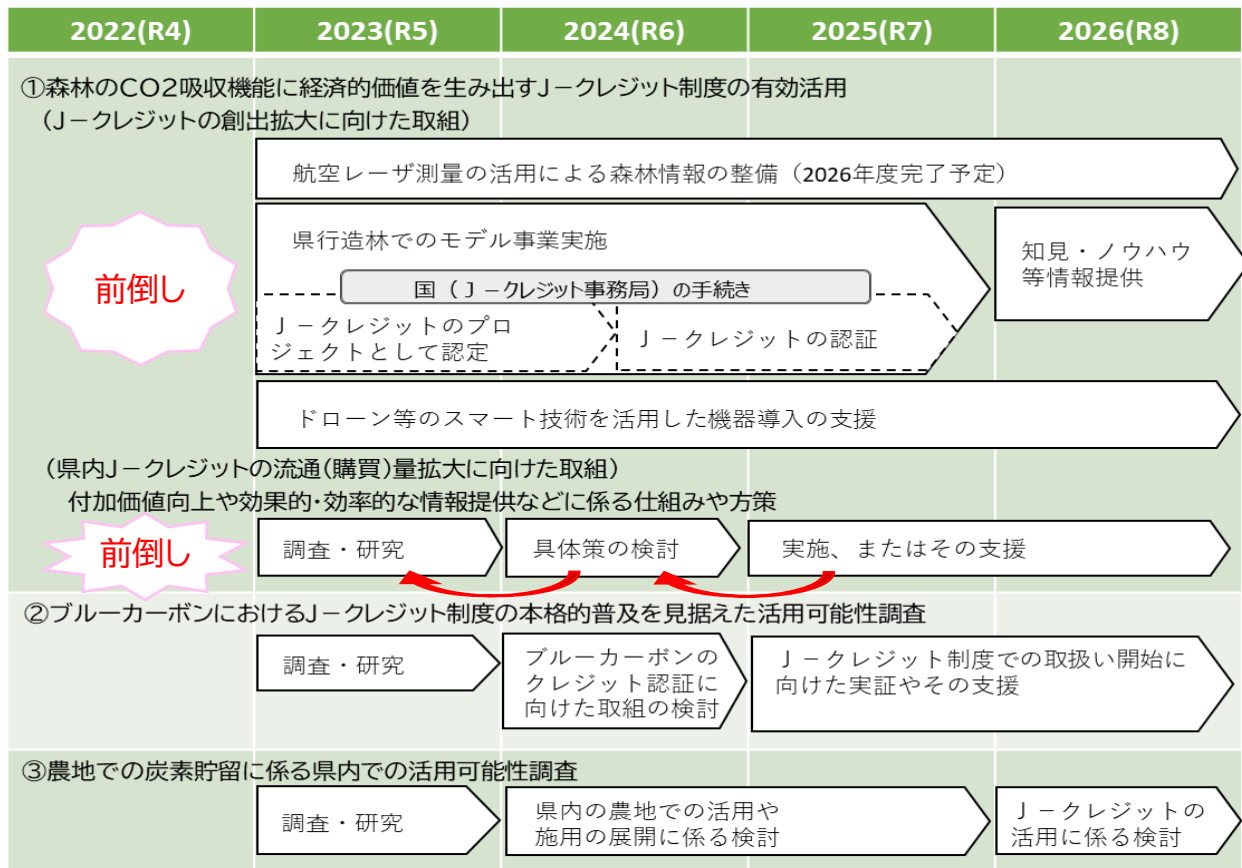 2022(R4) 2023(R5) 2024(R6) 2025(R7) 2026(R8)
①森林のCO2吸収機能に経済的価値を生み出すJ－クレジット制度の有効活用
（J－クレジットの創出拡大に向けた取組）
航空レーザ測量の活用による森林情報の整備（2026年度完了予定）
前倒し
県行造林でのモデル事業実施
国（Ｊ－クレジット事務局）の手続き
Ｊ－クレジットのプロ
ジェクトとして認定
Ｊ－クレジットの認証
知見・ノウハウ
等情報提供
ドローン等のスマート技術を活用した機器導入の支援
（県内J－クレジットの流通（購買）量拡大に向けた取組）
付加価値向上や効果的・効率的な情報提供などに係る仕組みや方策
前倒し
調査・研究
具体策の検討
実施、またはその支援
②ブルーカーボンにおけるJ－クレジット制度の本格的普及を見据えた活用可能性調査
調査・研究
ブルーカーボンの
クレジット認証に
向けた取組の検討
Ｊ－クレジット制度での取扱い開始に
向けた実証やその支援
③農地での炭素貯留に係る県内での活用可能性調査
調査・研究
県内の農地での活用や
施用の展開に係る検討
Ｊ－クレジットの
活用に係る検討